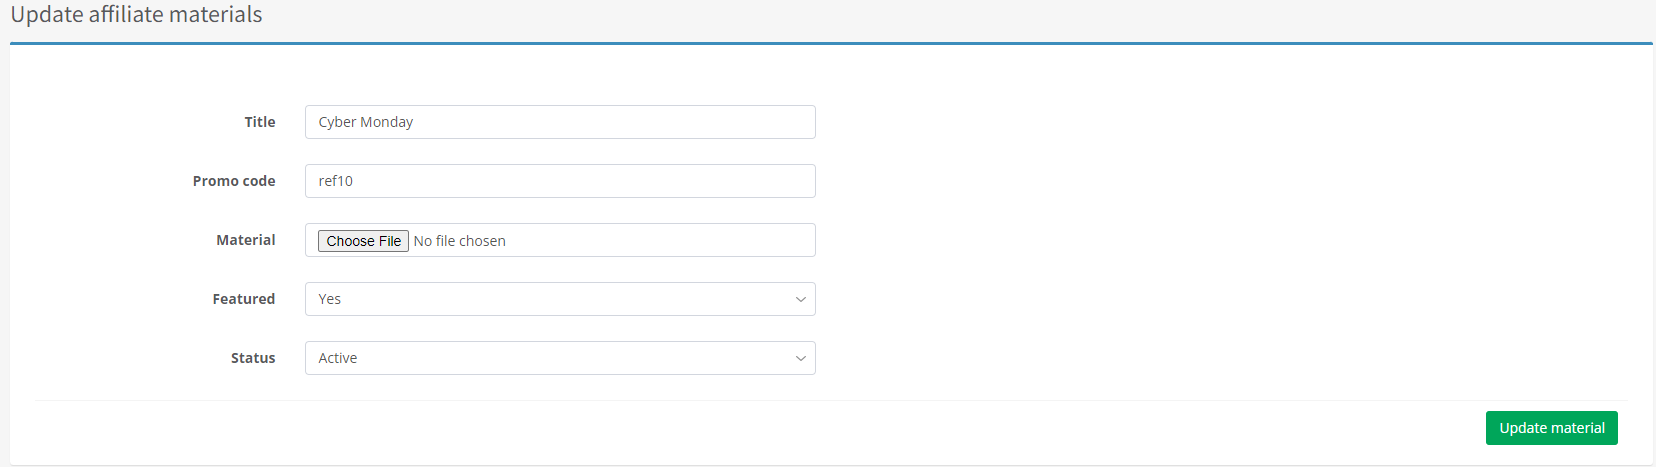 Update affiliate materials
Title Cyber Monday
Promo code ref10
Material Choose File No file chosen
Featured Yes
Status Active
Update material